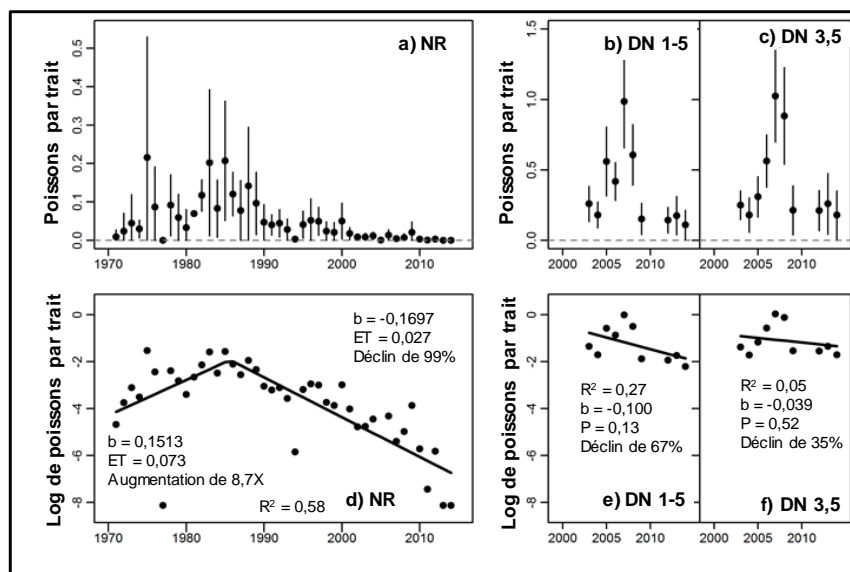 a) NR
Poissons par trait
0.5
0.4
0.3
0.2
0.1
0.0
1970 1980 1990 2000 2010
b) DN 1-5
c) DN 3,5
Poissons par trait
1.5
1.0
0.5
0.0
2000 2005 2010
2000 2005 2010
Log de poissons par trait
0
-2
-4
-6
-8
b = -0,1697
ET = 0,027
Déclin de 99%
b = 0,1513
ET = 0,073
Augmentation de 8,7X
R² = 0,58
d) NR
1970 1980 1990 2000 2010
Log de poissons par trait
0
-2
-4
-6
-8
R² = 0,27
b = -0,100
P = 0,13
Déclin de 67%
e) DN 1-5
2000 2005 2010
R² = 0,05
b = -0,039
P = 0,52
Déclin de 35%
f) DN 3,5
2000 2005 2010